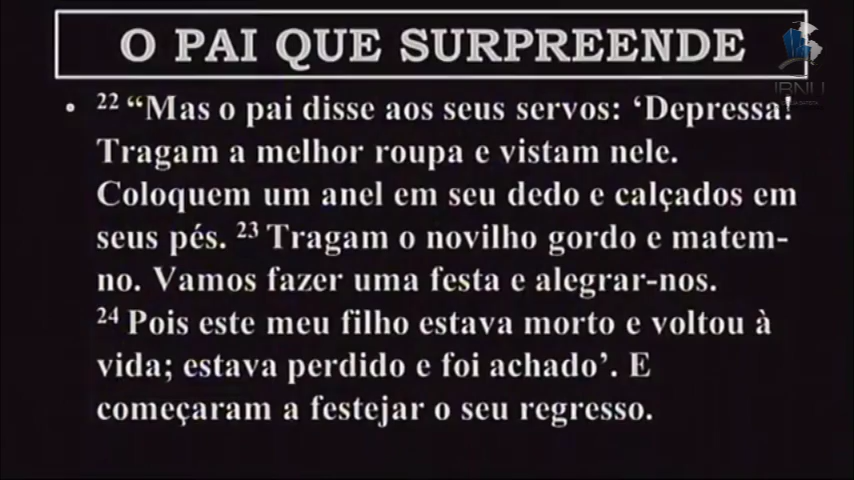 O PAI QUE SURPREENDE
IBNU
• ²² “Mas o pai disse aos seus servos: ‘Depressa!
Tragam a melhor roupa e vistam nele.
Coloquem um anel em seu dedo e calçados em
seus pés. ²³ Tragam o novilho gordo e matem-
no. Vamos fazer uma festa e alegrar-nos.
²⁴ Pois este meu filho estava morto e voltou à
vida; estava perdido e foi achado’. E
começaram a festejar o seu regresso.